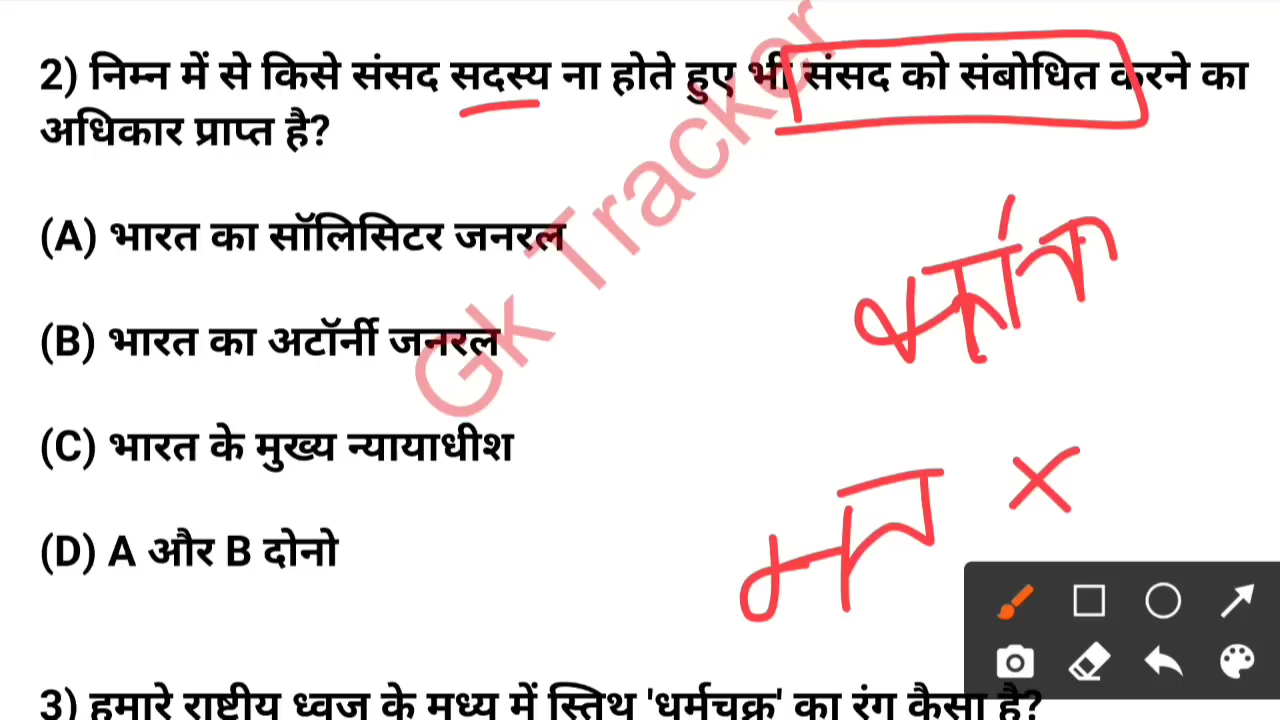 2) निम्न में से किसे संसद सदस्य ना होते हुए भी संसद को संबोधित करने का
अधिकार प्राप्त है?
(A) भारत का सॉलिसिटर जनरल
(B) भारत का अटॉर्नी जनरल
(C) भारत के मुख्य न्यायाधीश
(D) A और B दोनो
3) हमारे राष्ट्रीय ध्वज के मध्य में स्तिथ 'धर्मचक्र' का रंग कैसा है?
Gk Tracker